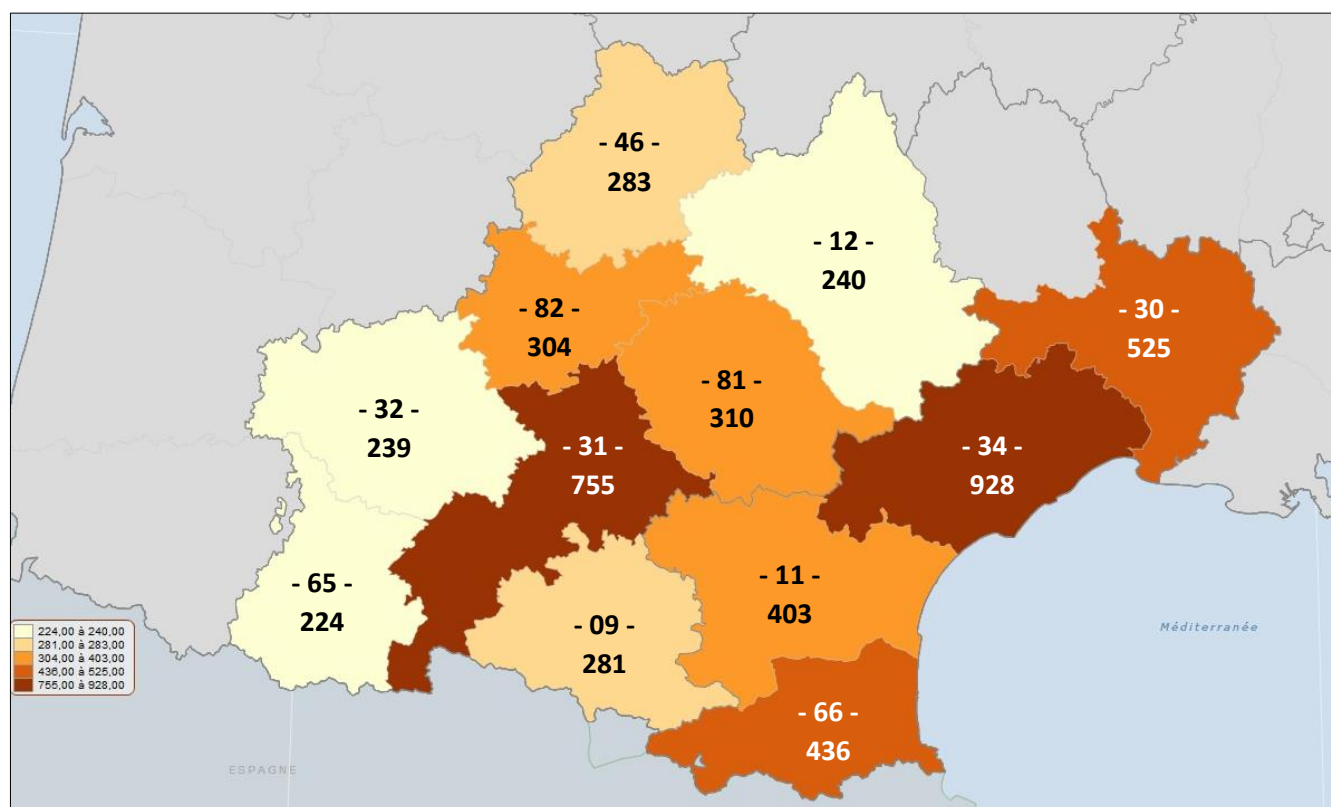 - 46 -
283
- 12 -
240
- 82 -
304
- 30 -
525
- 81 -
310
- 32 -
239
- 31 -
755
- 34 -
928
- 65 -
224
- 11 -
403
- 09 -
281
- 66 -
436
Méditerranée
224,00 à 240,00
281,00 à 283,00
304,00 à 403,00
436,00 à 525,00
755,00 à 928,00
ESPAGNE